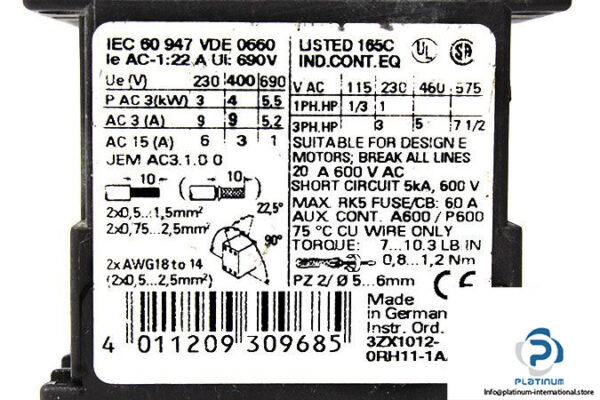 IEC 60 947 VDE 0660
Ie AC-1: 22 A Ui: 690V
Ue (V) 230 400 690
P AC 3(kW) 3 4 5.5
AC 3 (A) 9 9 5.2
AC 15 (A) 6 3 1
JEM AC3.1.0 0
10 ( 10 )
2x0,5...1,5mm²
2x0,75...2,5mm²
22,5°
90°
2x AWG18 to 14
(2x0,5...2,5mm²)
4 011209 309685
LISTED 165C
IND.CONT.EQ
UL SA
V AC 115 230 460 575
1PH.HP 1/3 1
3PH.HP 3 5 7 1/2
SUITABLE FOR DESIGN E
MOTORS; BREAK ALL LINES
20 A 600 V AC
SHORT CIRCUIT 5kA, 600 V
MAX. RK5 FUSE/CB: 60 A
AUX. CONT. A600 / P600
75 °C CU WIRE ONLY
TORQUE: 7...10.3 LB IN
0,8...1,2 Nm
PZ 2/ Ø 5...6mm CE
Made
in German
Instr. Ord.
3ZX1012-
0RH11-1A
PLATINUM
https://platinum-international.store